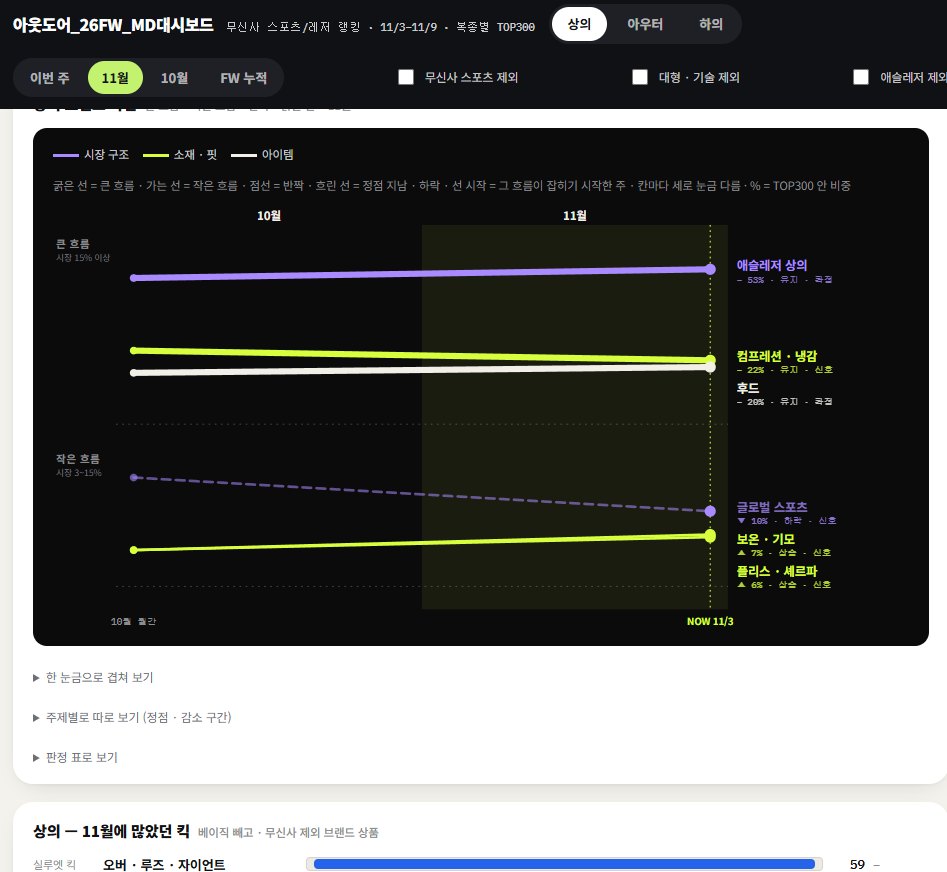 아웃도어_26FW_MD대시보드 무신사 스포츠/레저 랭킹 · 11/3–11/9 · 복종별 TOP300 상의 아우터 하의
이번 주 11월 10월 FW 누적 무신사 스포츠 제외 대형 · 기술 제외 애슬레저 제외
시장 구조 소재 · 핏 아이템
굵은 선 = 큰 흐름 · 가는 선 = 작은 흐름 · 점선 = 반짝 · 흐린 선 = 정점 지남 · 하락 · 선 시작 = 그 흐름이 잡히기 시작한 주 · 칸마다 세로 눈금 다름 · % = TOP300 안 비중
10월 11월
큰 흐름
시장 15% 이상
애슬레저 상의
– 53% · 유지 · 확정
컴프레션 · 냉감
– 22% · 유지 · 신호
후드
– 20% · 유지 · 확정
작은 흐름
시장 3–15%
글로벌 스포츠
▼ 10% · 하락 · 신호
보온 · 기모
▲ 7% · 상승 · 신호
플리스 · 셰르파
▲ 6% · 상승 · 신호
10월 월간 NOW 11/3
▶ 한 눈금으로 겹쳐 보기
▶ 주제별로 따로 보기 (정점 · 감소 구간)
▶ 판정 표로 보기
상의 — 11월에 많았던 킥 베이직 빼고 · 무신사 제외 브랜드 상품
실루엣 킥 오버 · 루즈 · 자이언트 59 –